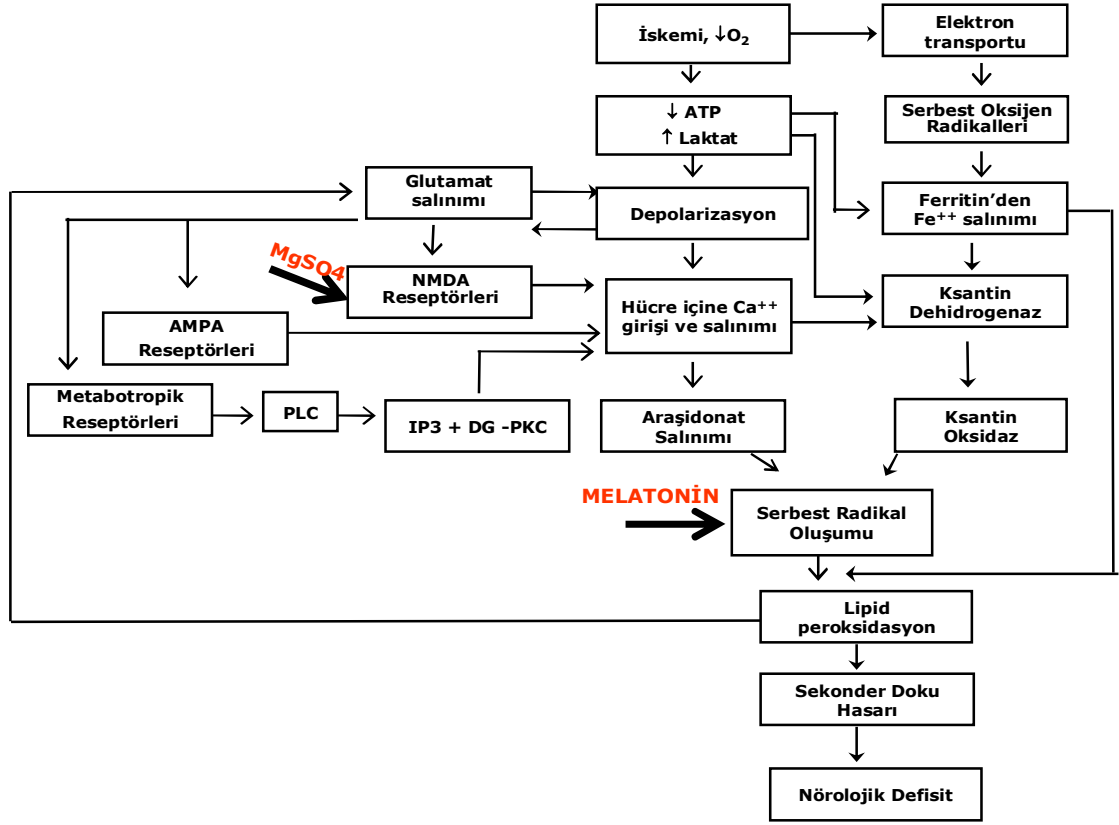 İskemi, ↓O₂
Elektron
transportu
↓ ATP
↑ Laktat
Serbest Oksijen
Radikalleri
Glutamat
salınımı
Depolarizasyon
Ferritin’den
Fe⁺⁺ salınımı
MgSO4
NMDA
Reseptörleri
Hücre içine Ca⁺⁺
girişi ve salınımı
Ksantin
Dehidrogenaz
AMPA
Reseptörleri
Metabotropik
Reseptörleri
PLC
IP3 + DG -PKC
Araşidonat
Salınımı
Ksantin
Oksidaz
MELATONİN
Serbest Radikal
Oluşumu
Lipid
peroksidasyon
Sekonder Doku
Hasarı
Nörolojik Defisit